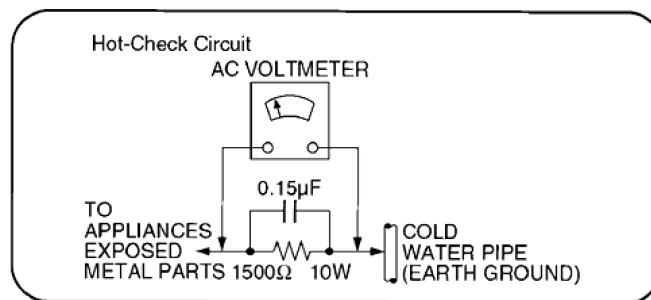 Hot-Check Circuit
AC VOLTMETER
0.15µF
TO
APPLIANCES
EXPOSED
METAL PARTS
1500Ω 10W
COLD
WATER PIPE
(EARTH GROUND)